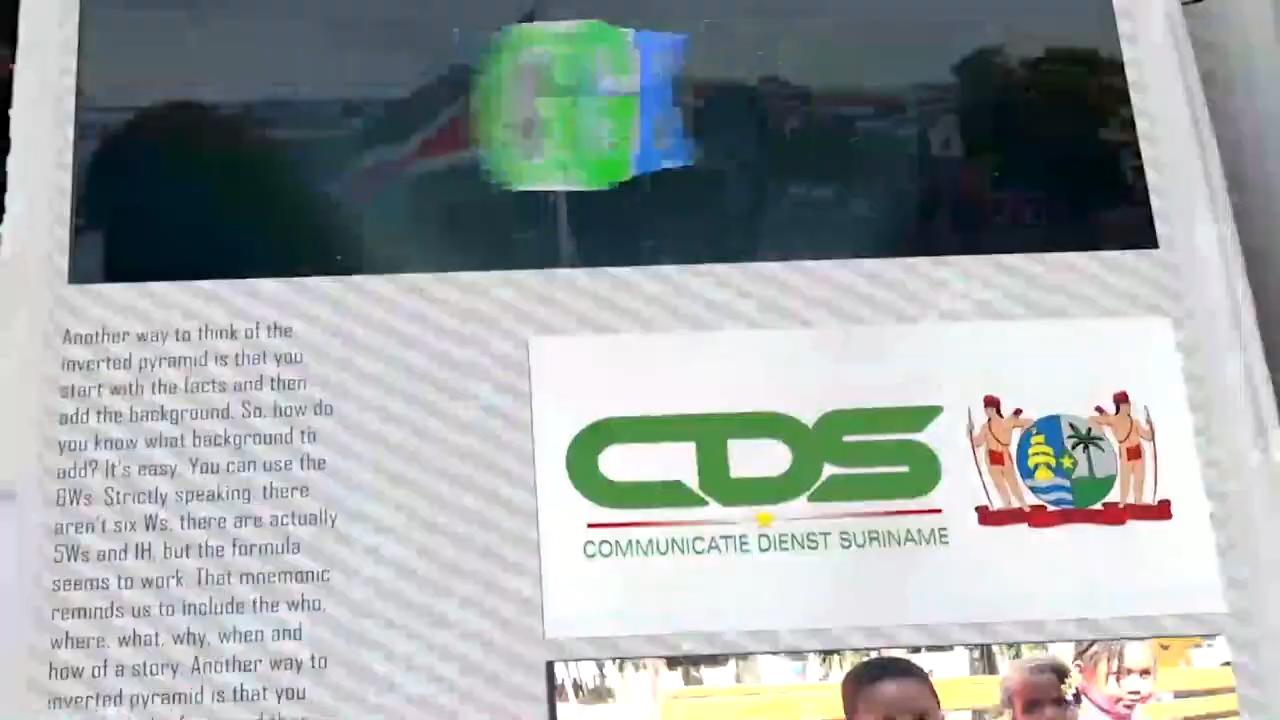 Another way to think of the
inverted pyramid is that you
start with the facts and then
add the background. So, how do
you know what background to
add? It's easy. You can use the
6Ws. Strictly speaking, there
aren't six Ws, there are actually
5Ws and 1H, but the formula
seems to work. That mnemonic
reminds us to include the who,
where, what, why, when and
how of a story. Another way to
inverted pyramid is that you
CDS
COMMUNICATIE DIENST SURINAME